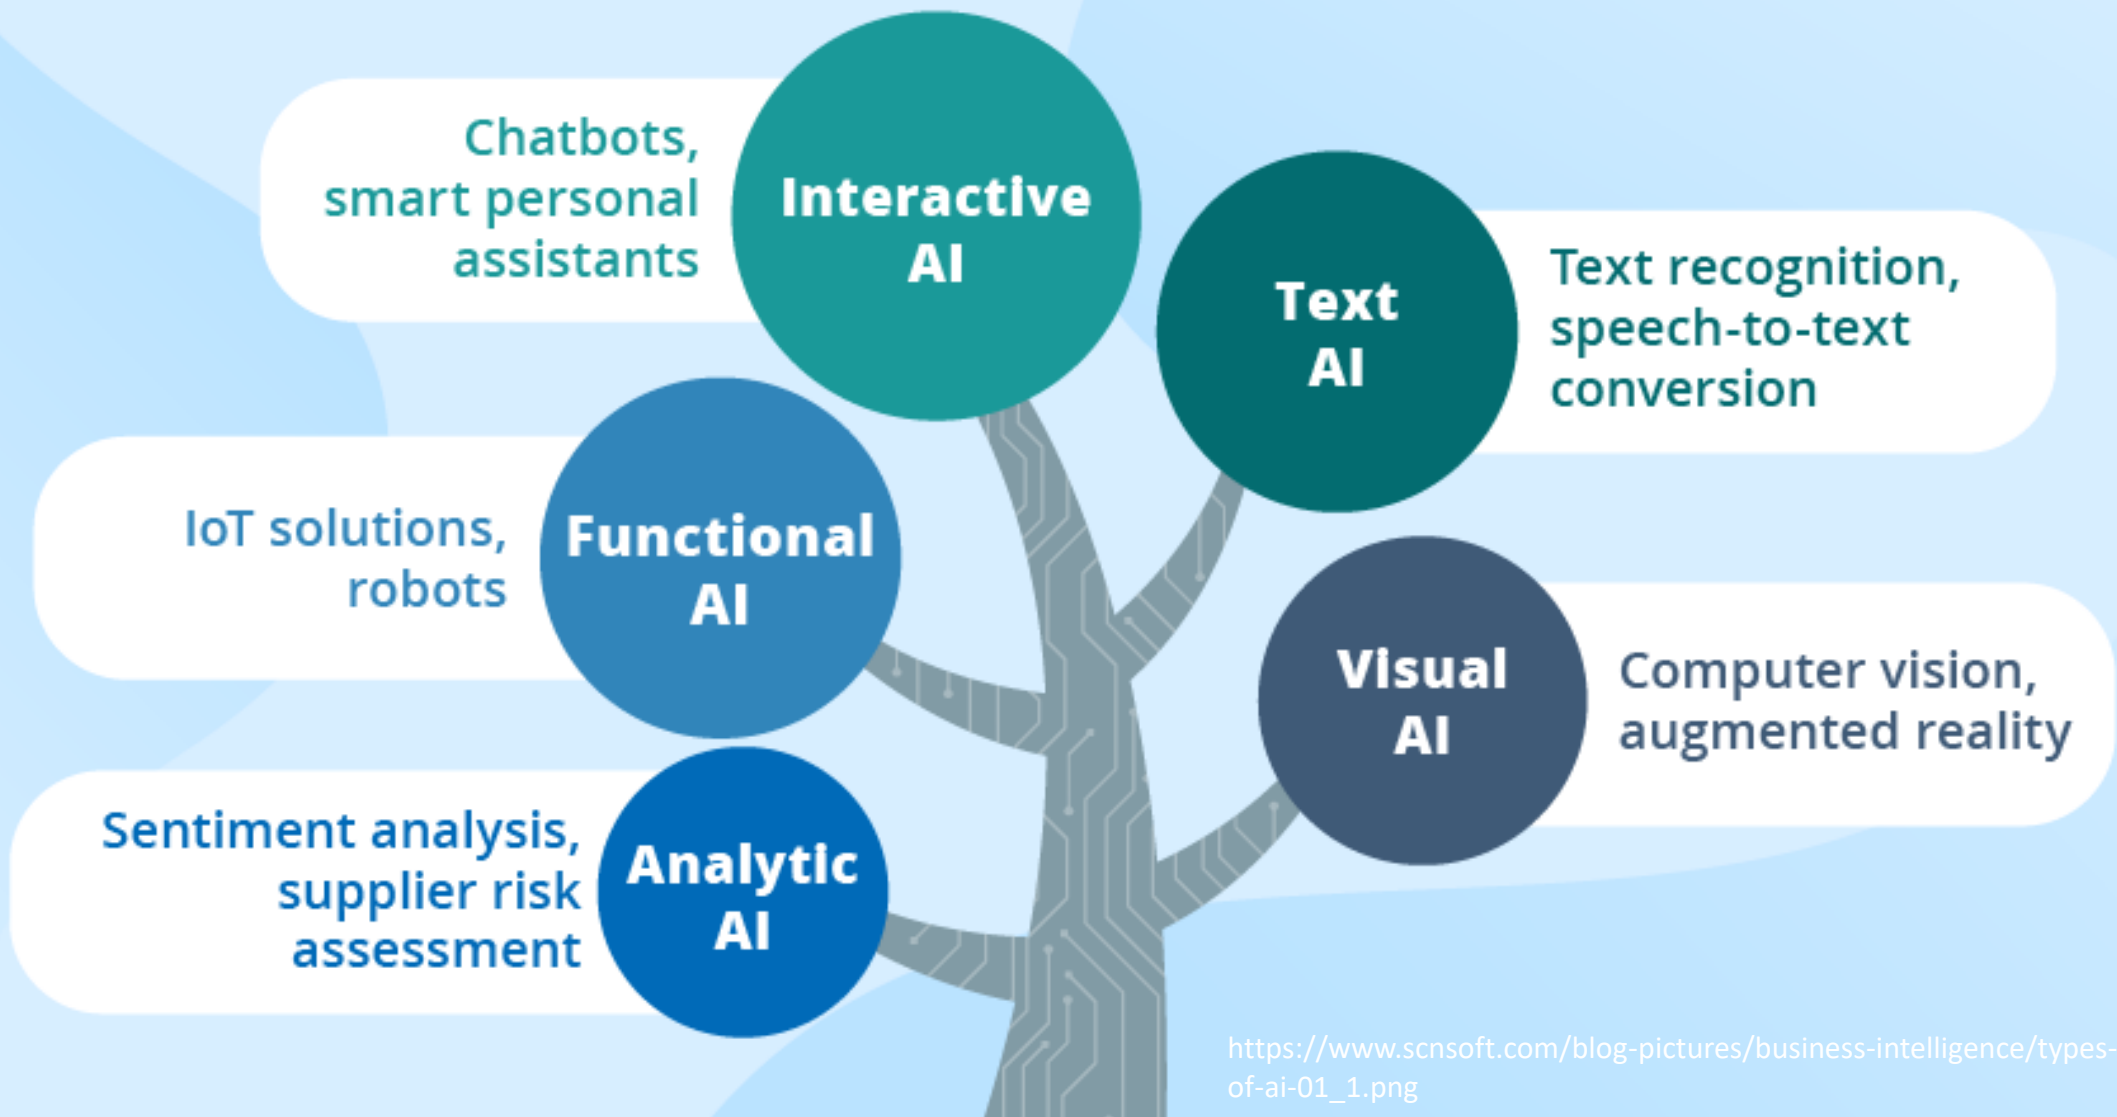 Chatbots,
smart personal
assistants
Interactive
AI
Text
AI
Text recognition,
speech-to-text
conversion
IoT solutions,
robots
Functional
AI
Visual
AI
Computer vision,
augmented reality
Sentiment analysis,
supplier risk
assessment
Analytic
AI
https://www.scnsoft.com/blog-pictures/business-intelligence/types-
of-ai-01_1.png